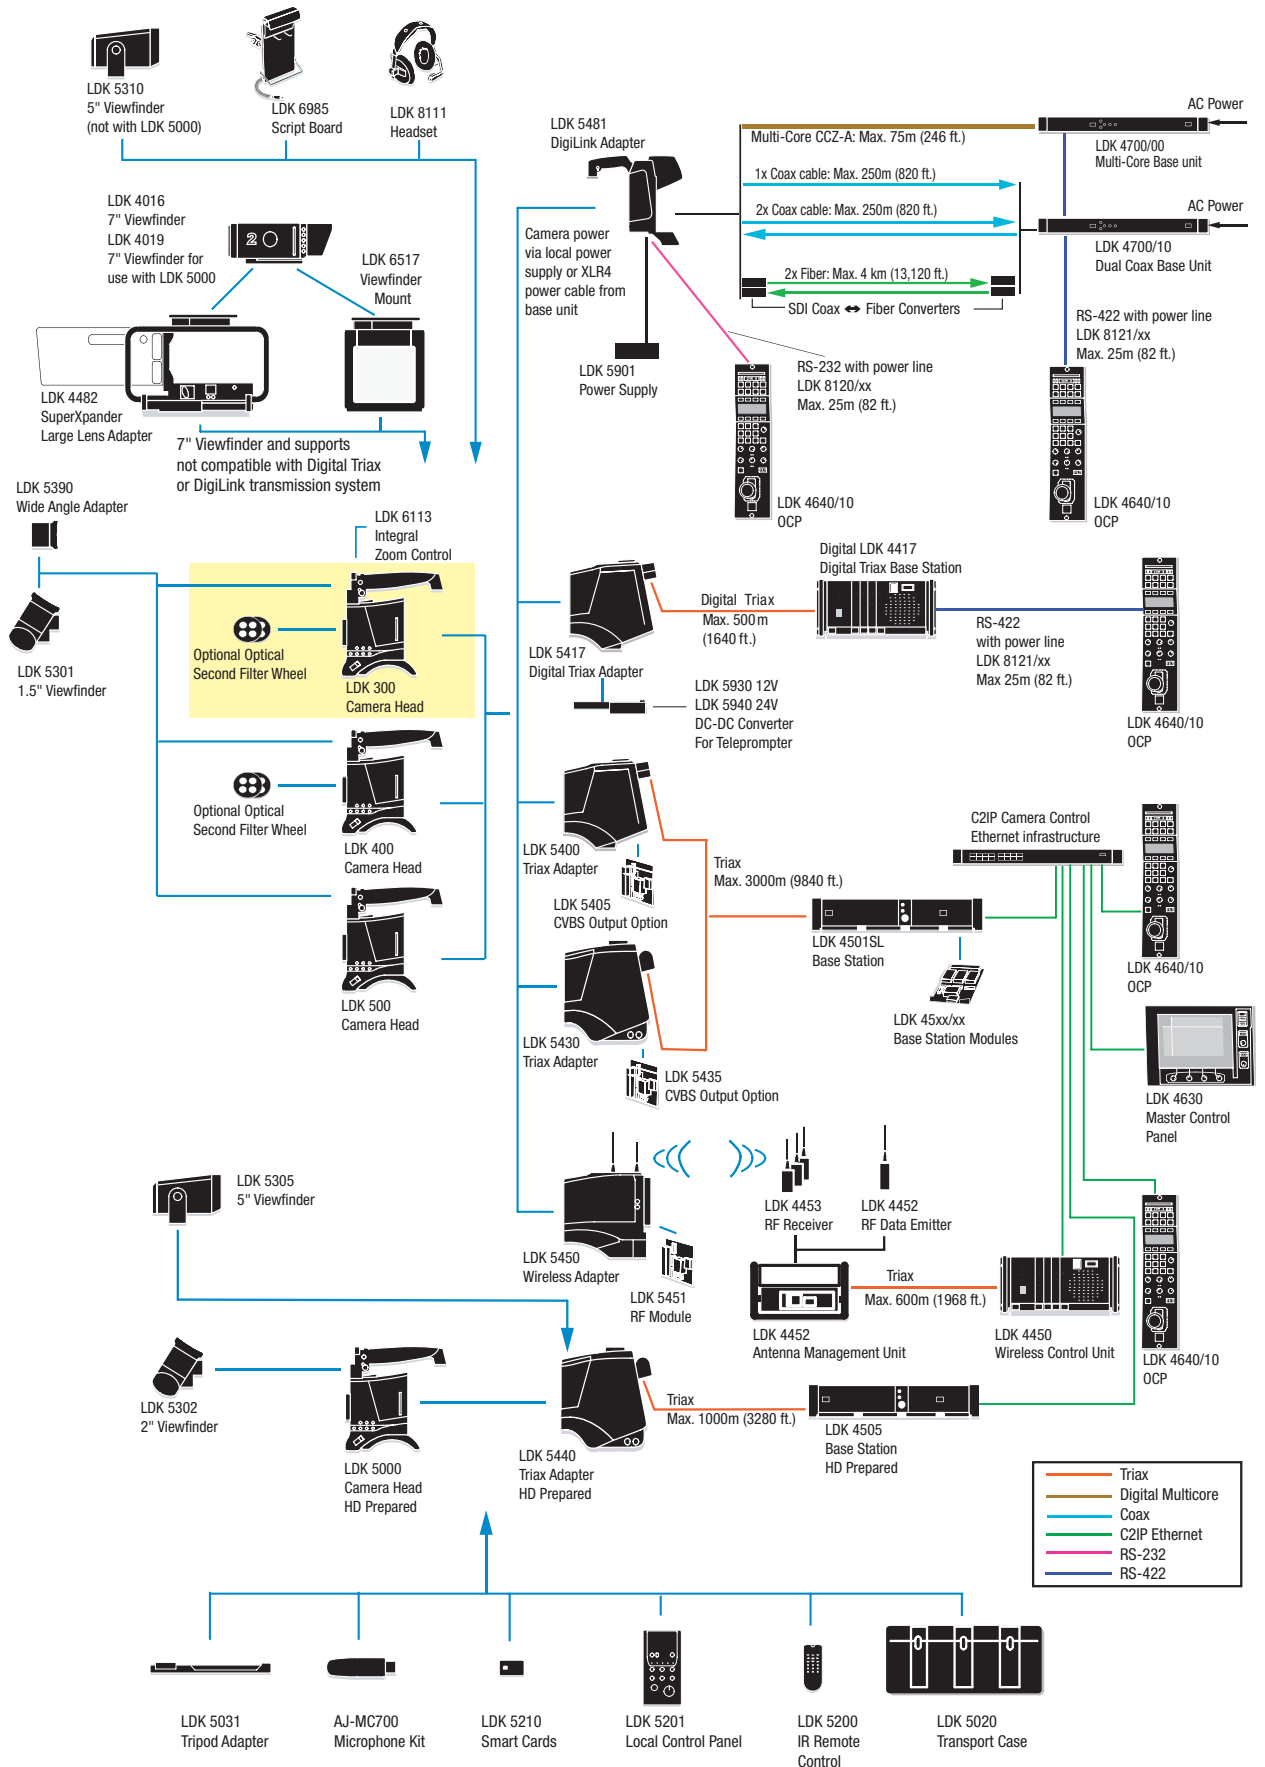 LDK 5310
5" Viewfinder
(not with LDK 5000)
LDK 6985
Script Board
LDK 8111
Headset
LDK 5481
DigiLink Adapter
Multi-Core CCZ-A: Max. 75m (246 ft.)
AC Power
LDK 4700/00
Multi-Core Base unit
1x Coax cable: Max. 250m (820 ft.)
2x Coax cable: Max. 250m (820 ft.)
AC Power
LDK 4700/10
Dual Coax Base Unit
2x Fiber: Max. 4 km (13,120 ft.)
SDI Coax ⬌ Fiber Converters
LDK 4016
7" Viewfinder
LDK 4019
7" Viewfinder for
use with LDK 5000
2
LDK 6517
Viewfinder
Mount
Camera power
via local power
supply or XLR4
power cable from
base unit
RS-422 with power line
LDK 8121/xx
Max. 25m (82 ft.)
LDK 5901
Power Supply
RS-232 with power line
LDK 8120/xx
Max. 25m (82 ft.)
LDK 4482
SuperXpander
Large Lens Adapter
7" Viewfinder and supports
not compatible with Digital Triax
or DigiLink transmission system
LDK 4640/10
OCP
LDK 4640/10
OCP
LDK 5390
Wide Angle Adapter
LDK 6113
Integral
Zoom Control
LDK 5301
1.5" Viewfinder
Optional Optical
Second Filter Wheel
LDK 300
Camera Head
LDK 5417
Digital Triax Adapter
Digital Triax
Max. 500m
(1640 ft.)
Digital LDK 4417
Digital Triax Base Station
RS-422
with power line
LDK 8121/xx
Max 25m (82 ft.)
LDK 4640/10
OCP
LDK 5930 12V
LDK 5940 24V
DC-DC Converter
For Teleprompter
Optional Optical
Second Filter Wheel
LDK 400
Camera Head
LDK 5400
Triax Adapter
LDK 5405
CVBS Output Option
Triax
Max. 3000m (9840 ft.)
C2IP Camera Control
Ethernet infrastructure
LDK 4501SL
Base Station
LDK 4640/10
OCP
LDK 45xx/xx
Base Station Modules
LDK 500
Camera Head
LDK 5430
Triax Adapter
LDK 5435
CVBS Output Option
LDK 4630
Master Control
Panel
LDK 5305
5" Viewfinder
LDK 5450
Wireless Adapter
LDK 5451
RF Module
LDK 4453
RF Receiver
LDK 4452
RF Data Emitter
Triax
Max. 600m (1968 ft.)
LDK 4452
Antenna Management Unit
LDK 4450
Wireless Control Unit
LDK 4640/10
OCP
LDK 5302
2" Viewfinder
LDK 5000
Camera Head
HD Prepared
LDK 5440
Triax Adapter
HD Prepared
Triax
Max. 1000m (3280 ft.)
LDK 4505
Base Station
HD Prepared
Triax
Digital Multicore
Coax
C2IP Ethernet
RS-232
RS-422
LDK 5031
Tripod Adapter
AJ-MC700
Microphone Kit
LDK 5210
Smart Cards
LDK 5201
Local Control Panel
LDK 5200
IR Remote
Control
LDK 5020
Transport Case